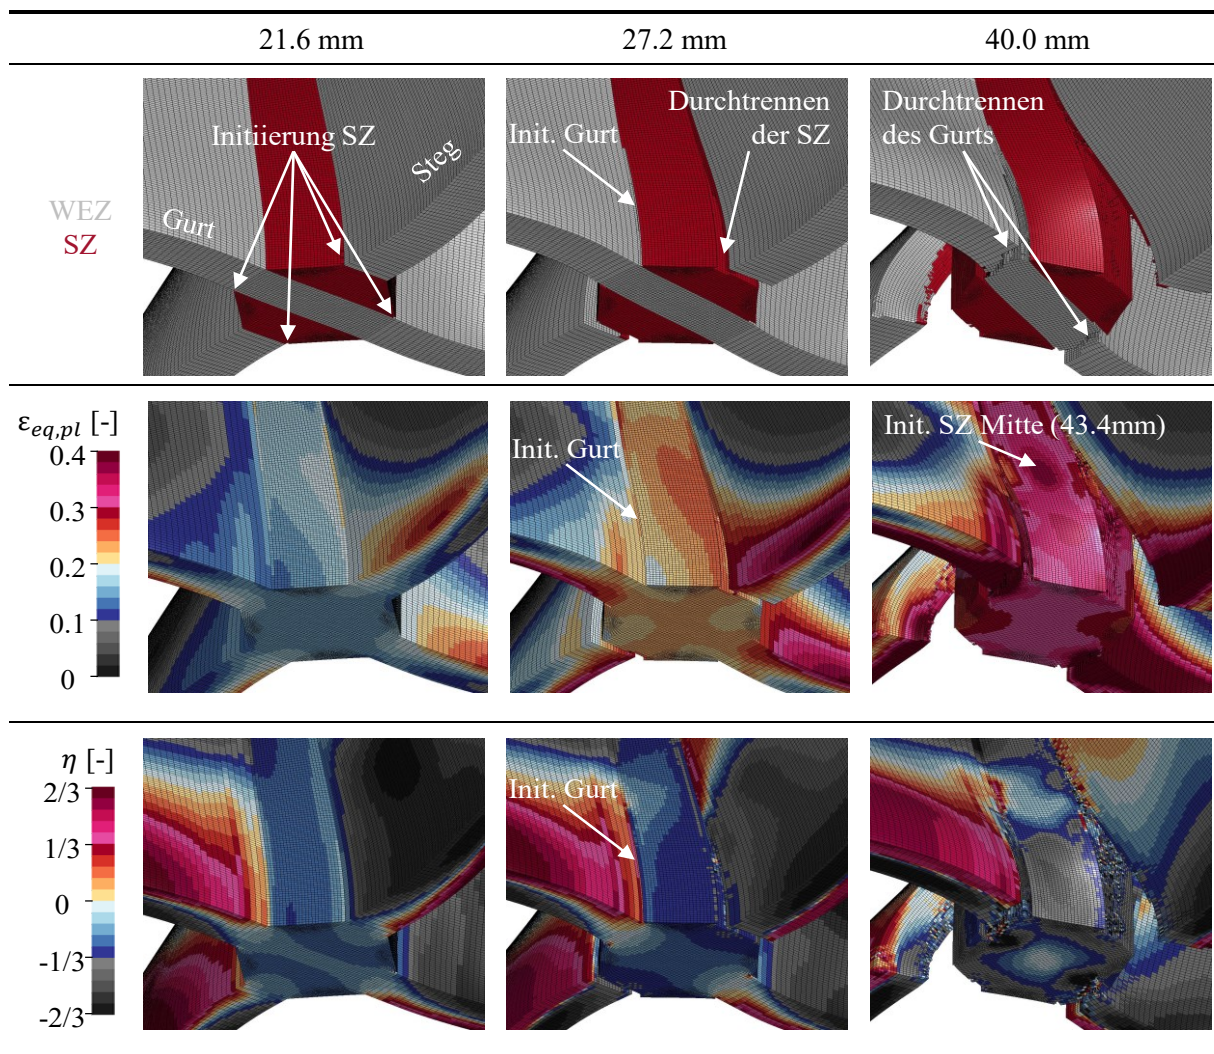 21.6 mm
27.2 mm
40.0 mm
WEZ
SZ
Initiierung SZ
Steg
Gurt
Durchtrennen
der SZ
Init. Gurt
Durchtrennen
des Gurts
ε_eq,pl [-]
0.4
0.3
0.2
0.1
0
Init. Gurt
Init. SZ Mitte (43.4mm)
η [-]
2/3
1/3
0
-1/3
-2/3
Init. Gurt